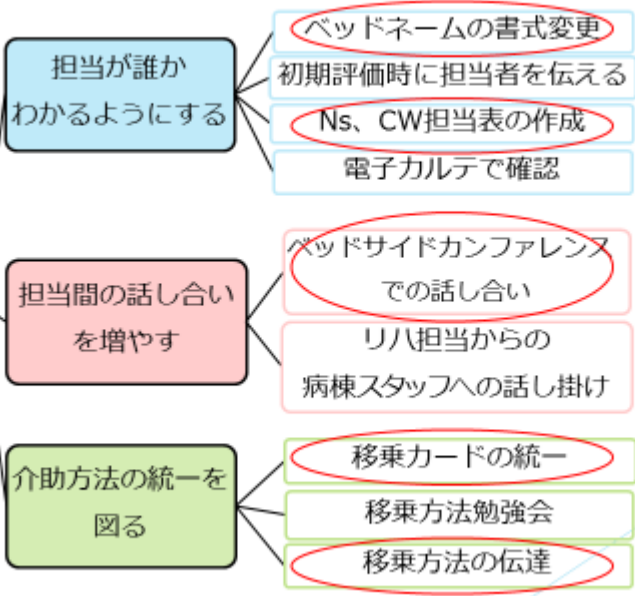 担当が誰か
わかるようにする
ベッドネームの書式変更
初期評価時に担当者を伝える
Ns、CW担当表の作成
電子カルテで確認
担当間の話し合い
を増やす
ベッドサイドカンファレンス
での話し合い
リハ担当からの
病棟スタッフへの話し掛け
介助方法の統一を
図る
移乗カードの統一
移乗方法勉強会
移乗方法の伝達